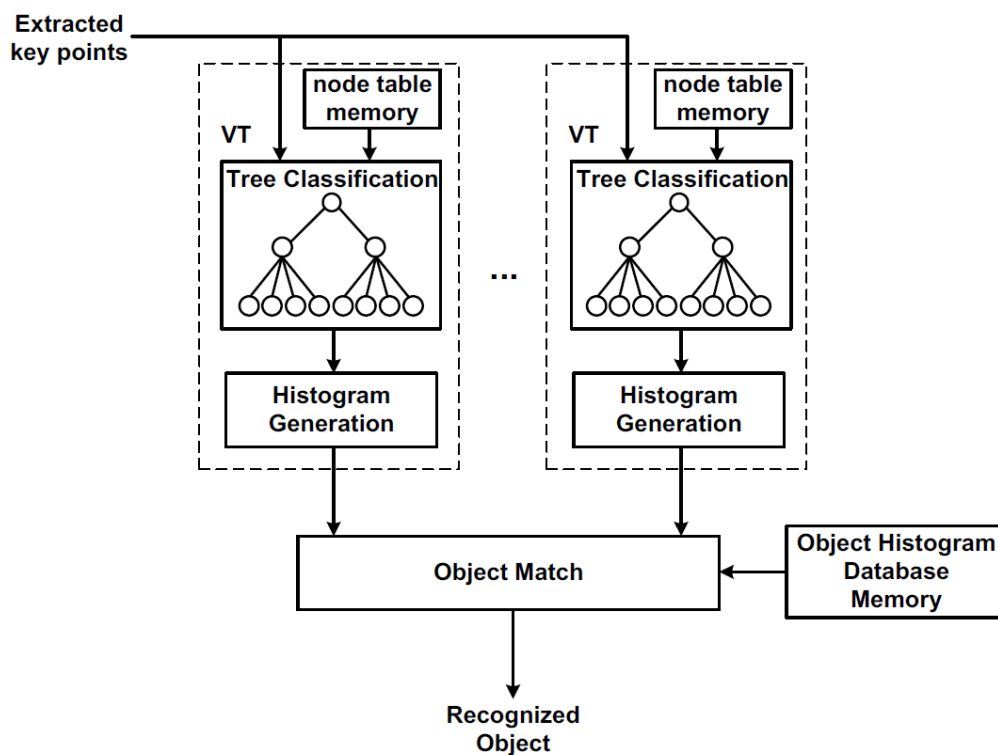 Extracted
key points
node table
memory
VT
Tree Classification
Histogram
Generation
...
node table
memory
VT
Tree Classification
Histogram
Generation
Object Match
Object Histogram
Database
Memory
Recognized
Object